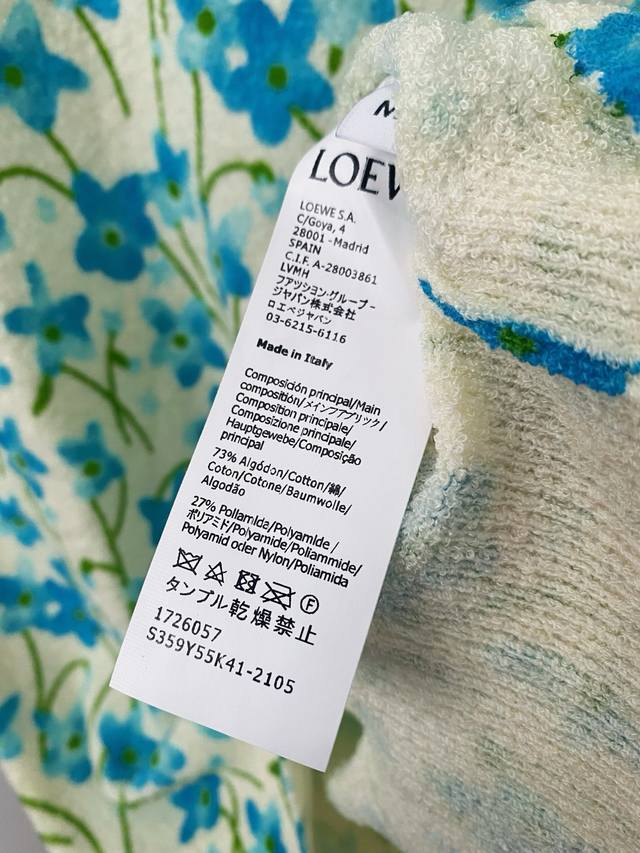 M
LOEW
LOEWE S.A.
C/Goya, 4
28001 -Madrid
SPAIN
C.I.F. A-28003861
LVMH
ファッション・グループ-
ジャパン株式会社
ロエベジャパン
03-6215-6116
Made in Italy
Composición principal/Main
composition/メインファブリック/
Composition principale/
Composizione principale/
Hauptgewebe/Composição
principal
73% Algódon/Cotton/綿/
Coton/Cotone/Baumwolle/
Algodão
27% Poliamida/Polyamide/
ポリアミド/Polyamide/Poliammide/
Polyamid oder Nylon/Poliamida
F
タンブル乾燥禁止
1726057
S359Y55K41-2105